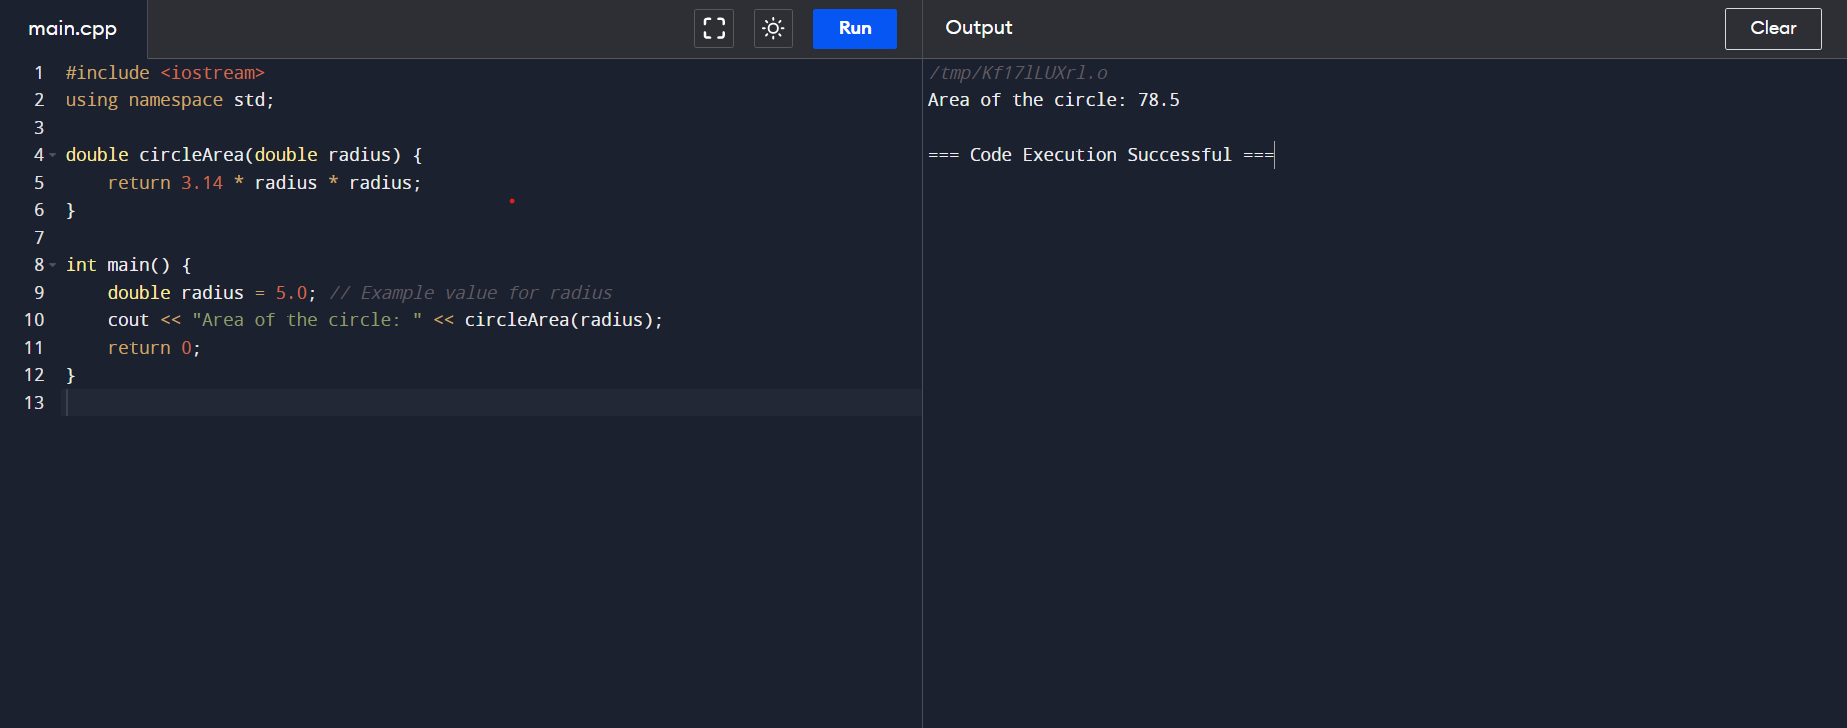 main.cpp
Run
1 #include <iostream>
2 using namespace std;
3
4 double circleArea(double radius) {
5     return 3.14 * radius * radius;
6 }
7
8 int main() {
9     double radius = 5.0; // Example value for radius
10     cout << "Area of the circle: " << circleArea(radius);
11     return 0;
12 }
13
Output
Clear
/tmp/Kf17lLUXrl.o
Area of the circle: 78.5
=== Code Execution Successful ===